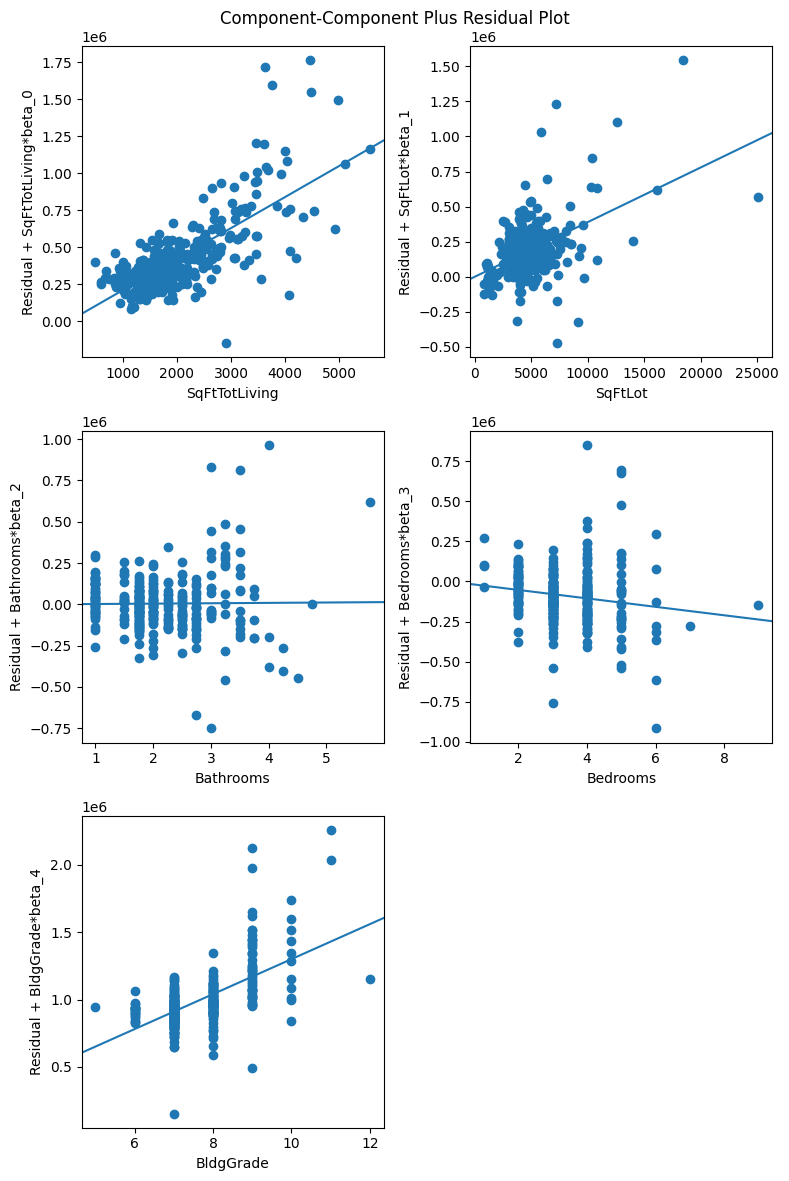 Component-Component Plus Residual Plot
1e6
Residual + SqFtTotLiving*beta_0
1.75
1.50
1.25
1.00
0.75
0.50
0.25
0.00
1000 2000 3000 4000 5000
SqFtTotLiving
1e6
Residual + SqFtLot*beta_1
1.50
1.25
1.00
0.75
0.50
0.25
0.00
−0.25
−0.50
0 5000 10000 15000 20000 25000
SqFtLot
1e6
Residual + Bathrooms*beta_2
1.00
0.75
0.50
0.25
0.00
−0.25
−0.50
−0.75
1 2 3 4 5
Bathrooms
1e6
Residual + Bedrooms*beta_3
0.75
0.50
0.25
0.00
−0.25
−0.50
−0.75
−1.00
2 4 6 8
Bedrooms
1e6
Residual + BldgGrade*beta_4
2.0
1.5
1.0
0.5
6 8 10 12
BldgGrade